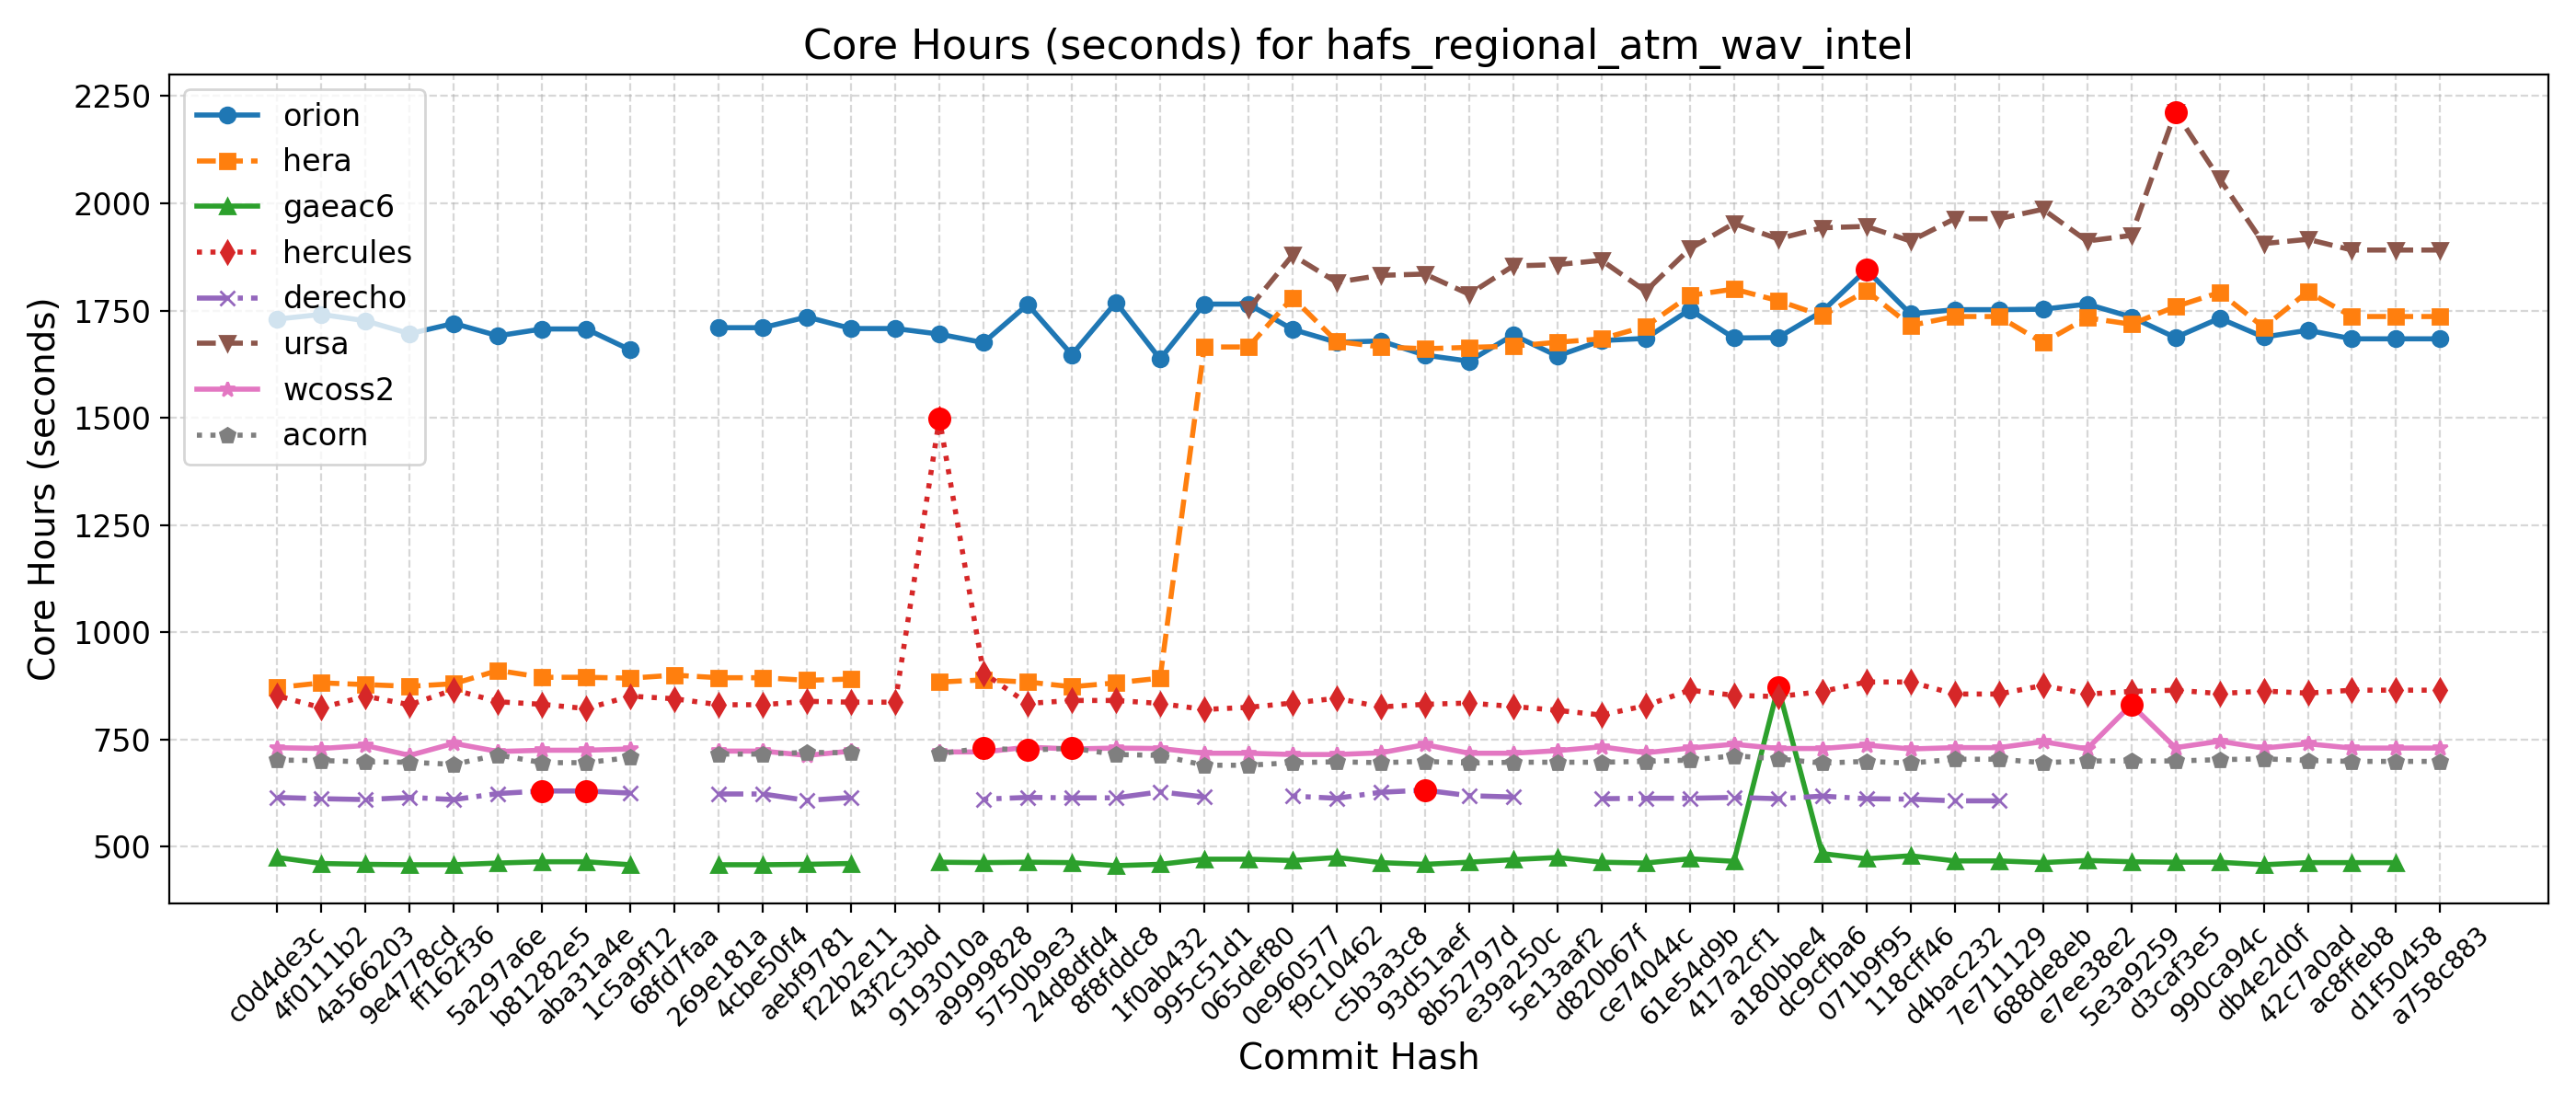 Core Hours (seconds) for hafs_regional_atm_wav_intel
Core Hours (seconds)
2250
2000
1750
1500
1250
1000
750
500
orion
hera
gaeac6
hercules
derecho
ursa
wcoss2
acorn
c0d4de3c
4f0111b2
4a566203
9e4778cd
ff162f36
5a297a6e
b81282e5
aba31a4e
1c5a9f12
68fd7faa
269e181a
4cbe50f4
aebf9781
f22b2e11
43f2c3bd
9193010a
a9999828
5750b9e3
24d8dfd4
8f8fddc8
1f0ab432
995c51d1
065def80
0e960577
f9c10462
c5b3a3c8
93d51aef
8b52797d
e39a250c
5e13aaf2
d820b67f
ce74044c
61e54d9b
417a2cf1
a180bbe4
dc9cfba6
071b9f95
118cff46
d4bac232
7e711129
688de8eb
e7ee38e2
5e3a9259
d3caf3e5
990ca94c
db4e2d0f
42c7a0ad
ac8ffeb8
d1f50458
a758c883
Commit Hash